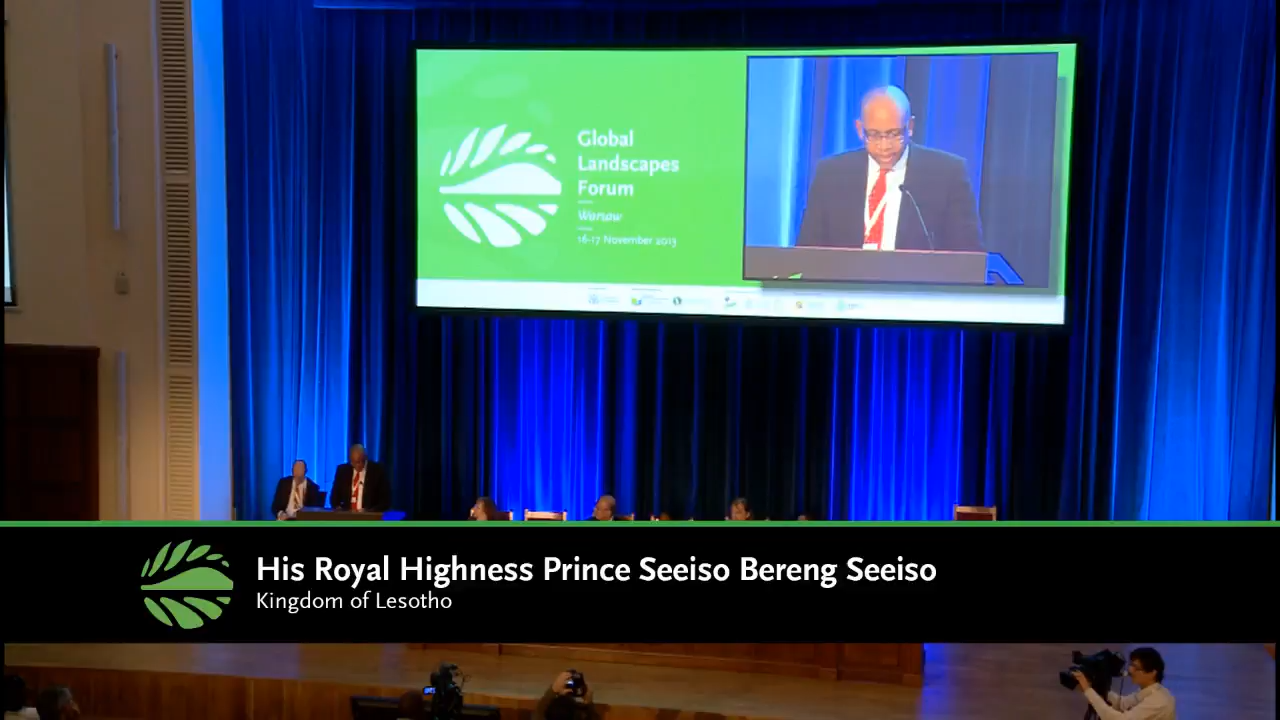 Global
Landscapes
Forum
Warsaw
16-17 November 2013
His Royal Highness Prince Seeiso Bereng Seeiso
Kingdom of Lesotho